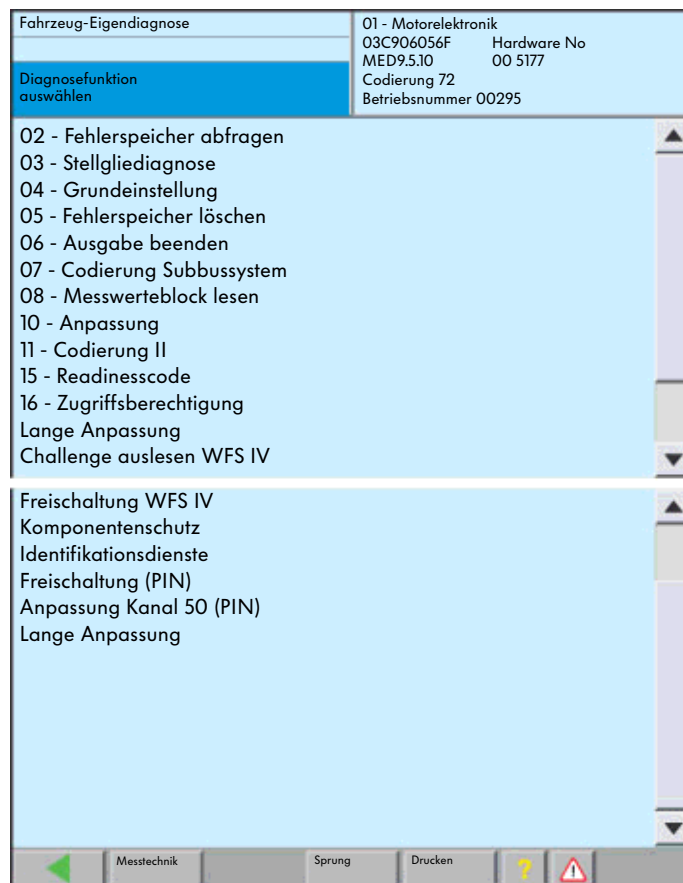 Fahrzeug-Eigendiagnose
Diagnosefunktion
auswählen
01 - Motorelektronik
03C906056F Hardware No
MED9.5.10 00 5177
Codierung 72
Betriebsnummer 00295
02 - Fehlerspeicher abfragen
03 - Stellgliediagnose
04 - Grundeinstellung
05 - Fehlerspeicher löschen
06 - Ausgabe beenden
07 - Codierung Subbussystem
08 - Messwerteblock lesen
10 - Anpassung
11 - Codierung II
15 - Readinesscode
16 - Zugriffsberechtigung
Lange Anpassung
Challenge auslesen WFS IV
Freischaltung WFS IV
Komponentenschutz
Identifikationsdienste
Freischaltung (PIN)
Anpassung Kanal 50 (PIN)
Lange Anpassung
Messtechnik Sprung Drucken ?